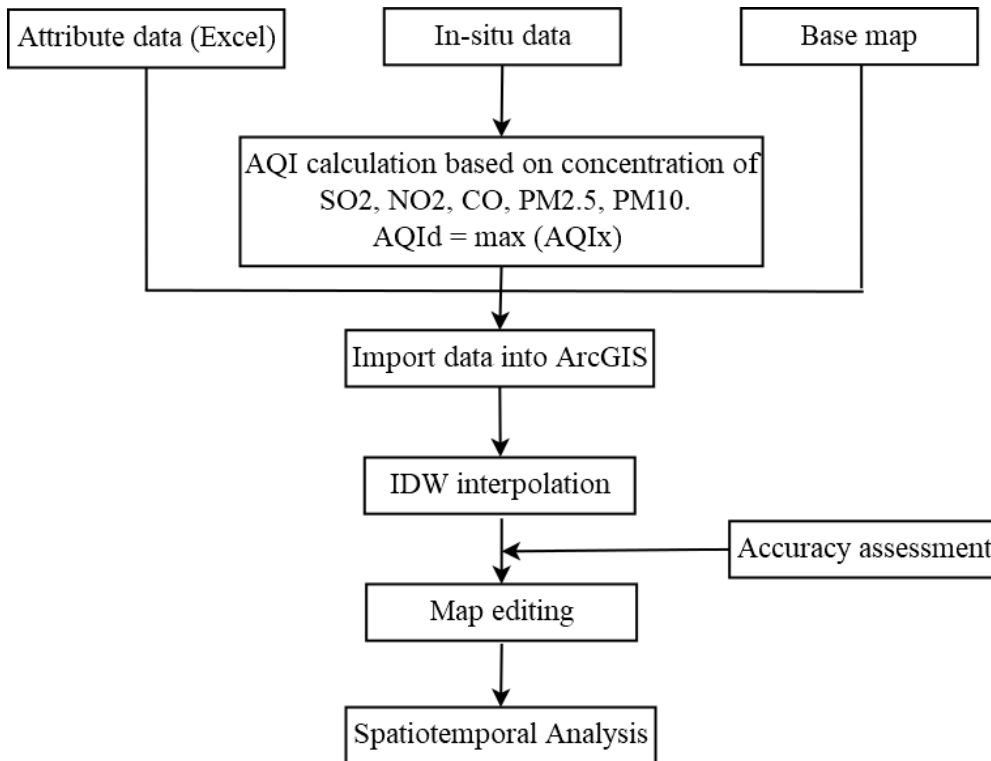 Attribute data (Excel)
In-situ data
Base map
AQI calculation based on concentration of
SO2, NO2, CO, PM2.5, PM10.
AQId = max (AQIx)
Import data into ArcGIS
IDW interpolation
Accuracy assessment
Map editing
Spatiotemporal Analysis